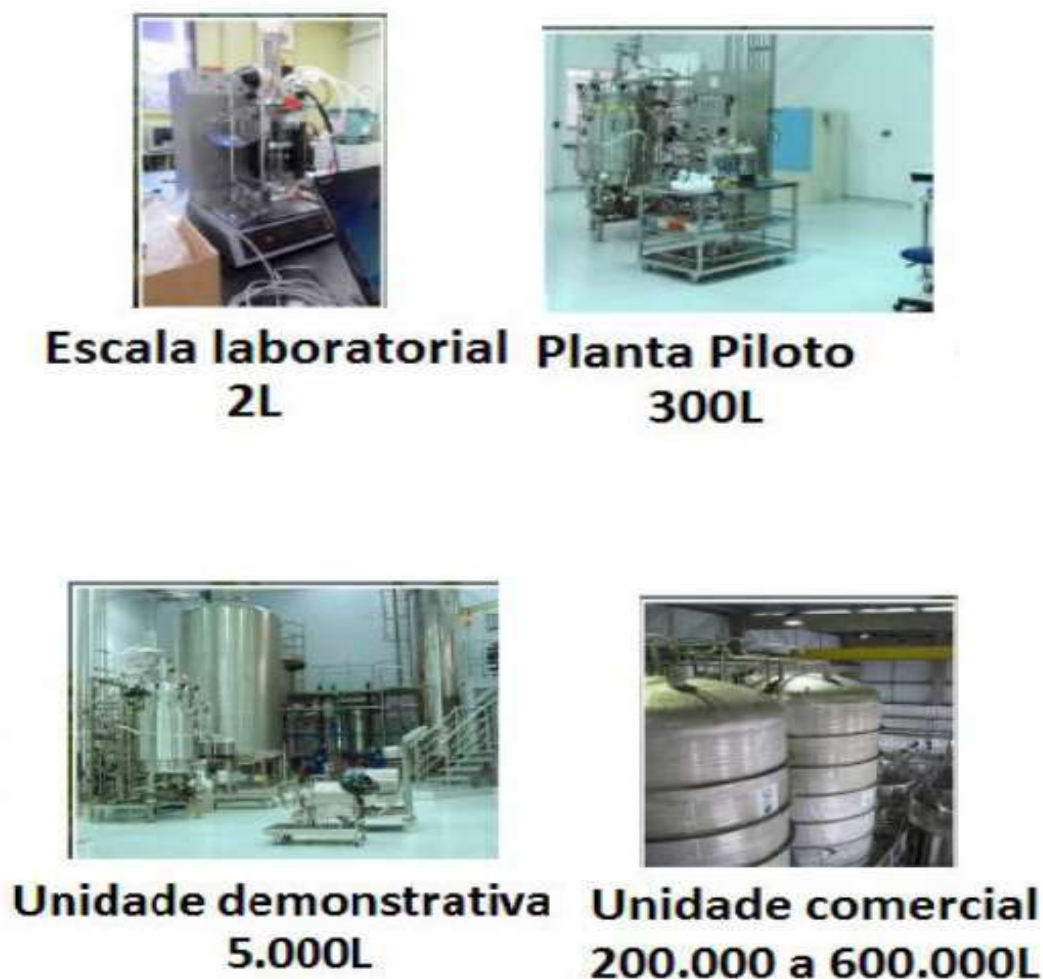 Escala laboratorial
2L
Planta Piloto
300L
Unidade demonstrativa
5.000L
Unidade comercial
200.000 a 600.000L